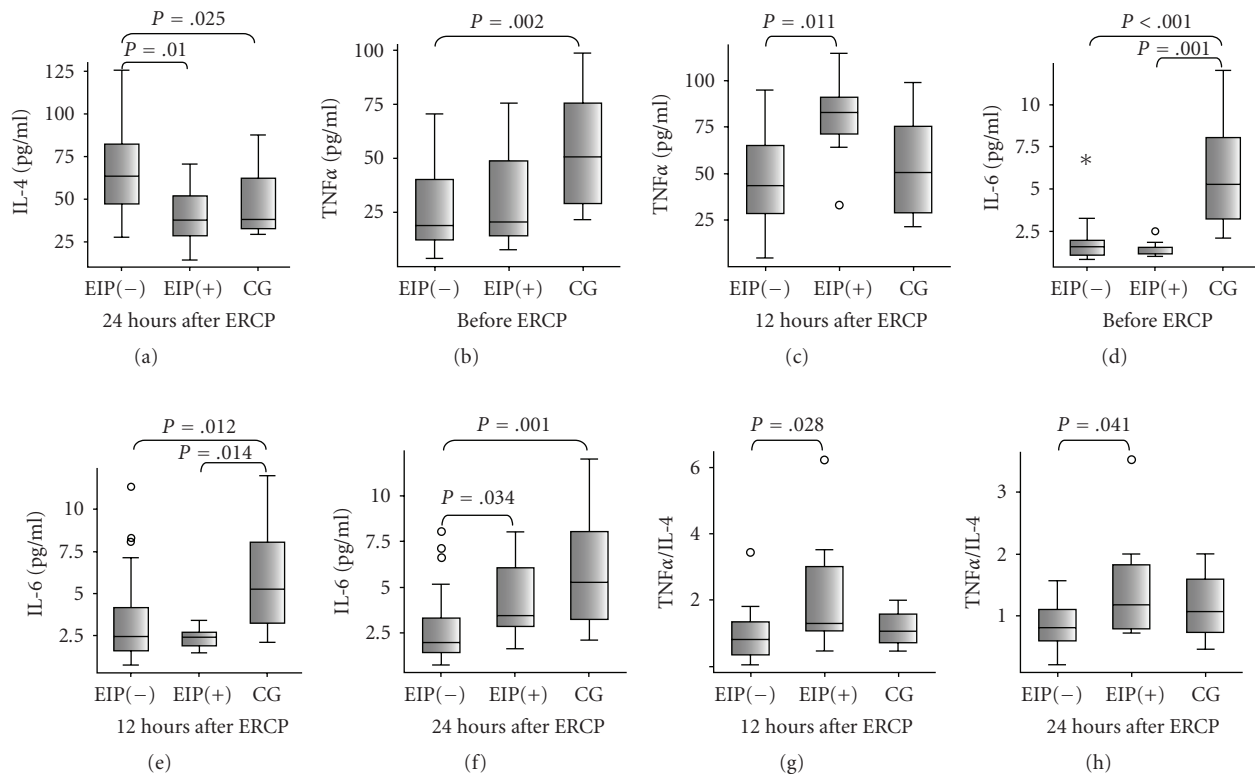 P = .025
P = .01
125
100
75
50
25
IL-4 (pg/ml)
EIP(−) EIP(+) CG
24 hours after ERCP
(a)
P = .002
100
75
50
25
TNFα (pg/ml)
EIP(−) EIP(+) CG
Before ERCP
(b)
P = .011
100
75
50
25
TNFα (pg/ml)
EIP(−) EIP(+) CG
12 hours after ERCP
(c)
P < .001
P = .001
10
7.5
5
2.5
IL-6 (pg/ml)
*
EIP(−) EIP(+) CG
Before ERCP
(d)
P = .012
P = .014
10
7.5
5
2.5
IL-6 (pg/ml)
EIP(−) EIP(+) CG
12 hours after ERCP
(e)
P = .001
P = .034
10
7.5
5
2.5
IL-6 (pg/ml)
EIP(−) EIP(+) CG
24 hours after ERCP
(f)
P = .028
6
4
2
TNFα/IL-4
EIP(−) EIP(+) CG
12 hours after ERCP
(g)
P = .041
3
2
1
TNFα/IL-4
EIP(−) EIP(+) CG
24 hours after ERCP
(h)